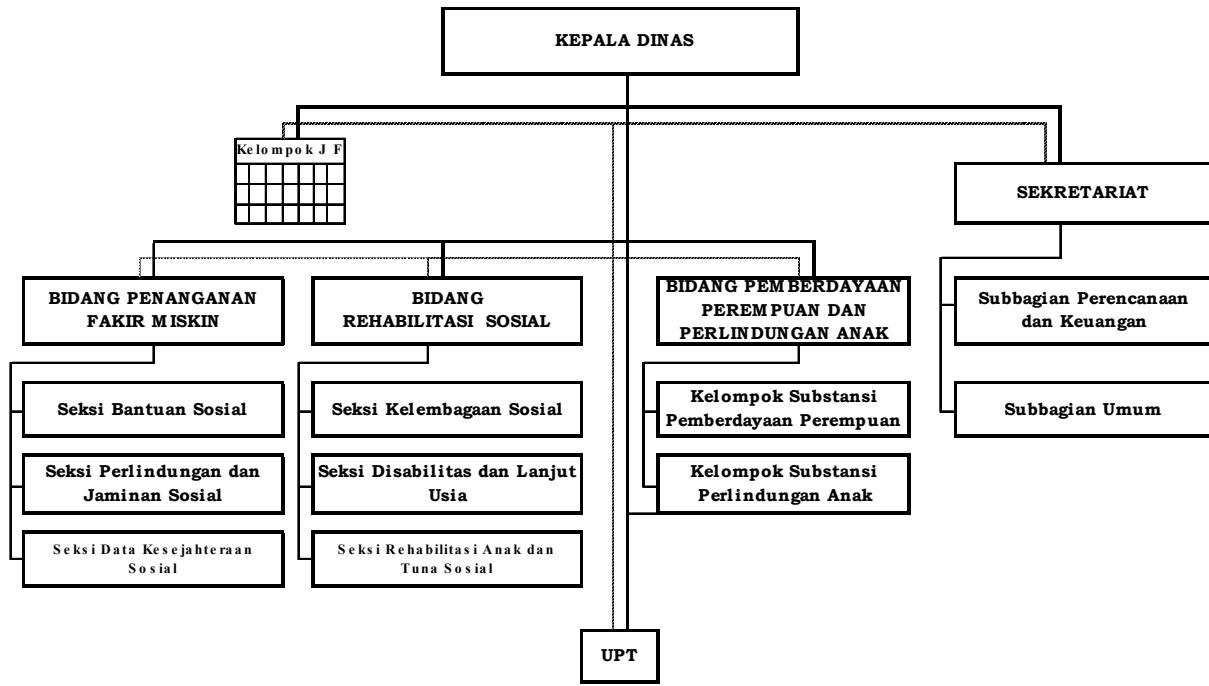 KEPALA DINAS
Kelompok J F
SEKRETARIAT
BIDANG PENANGANAN
FAKIR MISKIN
BIDANG
REHABILITASI SOSIAL
BIDANG PEMBERDAYAAN
PEREMPUAN DAN
PERLINDUNGAN ANAK
Subbagian Perencanaan
dan Keuangan
Seksi Bantuan Sosial
Seksi Kelembagaan Sosial
Kelompok Substansi
Pemberdayaan Perempuan
Subbagian Umum
Seksi Perlindungan dan
Jaminan Sosial
Seksi Disabilitas dan Lanjut
Usia
Kelompok Substansi
Perlindungan Anak
Seksi Data Kesejahteraan
Sosial
Seksi Rehabilitasi Anak dan
Tuna Sosial
UPT